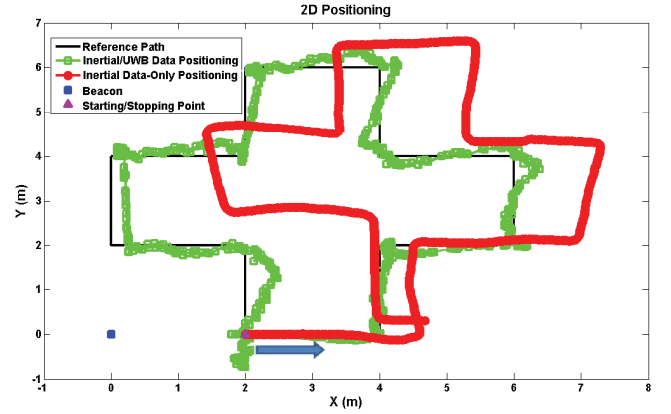 2D Positioning
Reference Path
Inertial/UWB Data Positioning
Inertial Data-Only Positioning
Beacon
Starting/Stopping Point
7
6
5
4
3
2
1
0
-1
Y (m)
-1 0 1 2 3 4 5 6 7 8
X (m)